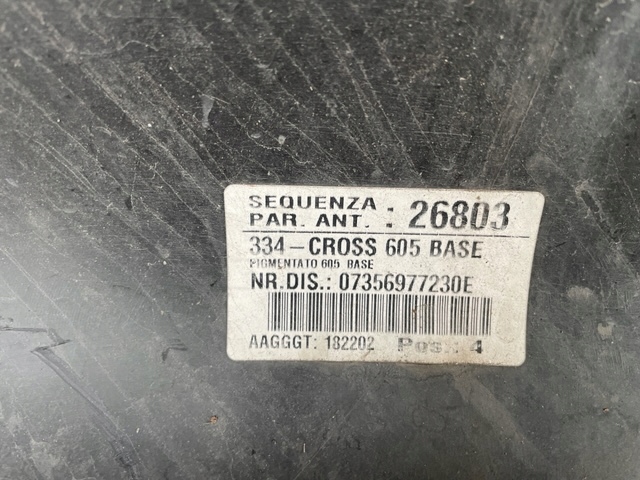 SEQUENZA
PAR. ANT. : 26803
334-CROSS 605 BASE
PIGMENTATO 605 BASE
NR.DIS.: 07356977230E
AAGGGT: 182202 Pos.: 4